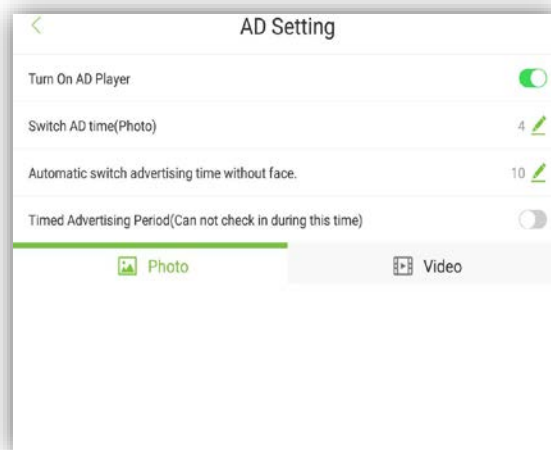 AD Setting
Turn On AD Player
Switch AD time(Photo) 4
Automatic switch advertising time without face. 10
Timed Advertising Period(Can not check in during this time)
Photo Video